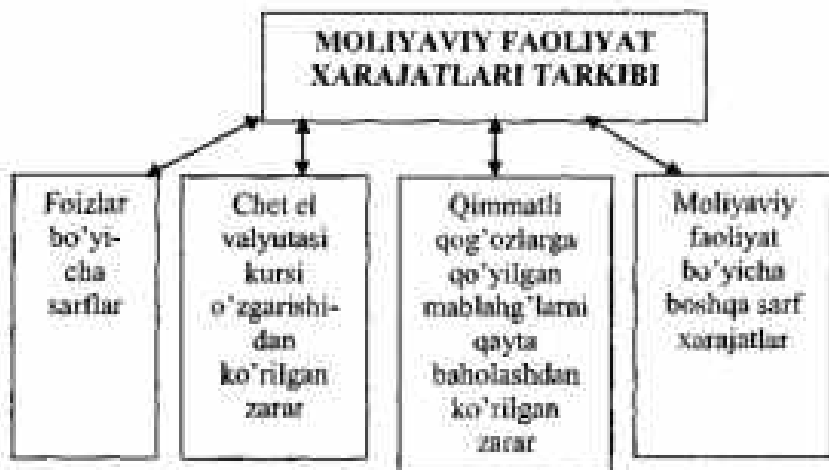 MOLIYAVIY FAOLIYAT
XARAJATLARI TARKIBI
Foizlar
bo'yi-
cha
sarflar
Chet el
valyutasi
kursi
o'zgarishi-
dan
ko'rilgan
zarar
Qimmatli
qog'ozlarga
qo'yilgan
mablahg'larni
qayta
baholashdan
ko'rilgan
zarar
Moliyaviy
faoliyat
bo'yicha
boshqa sarf
xarajatlar